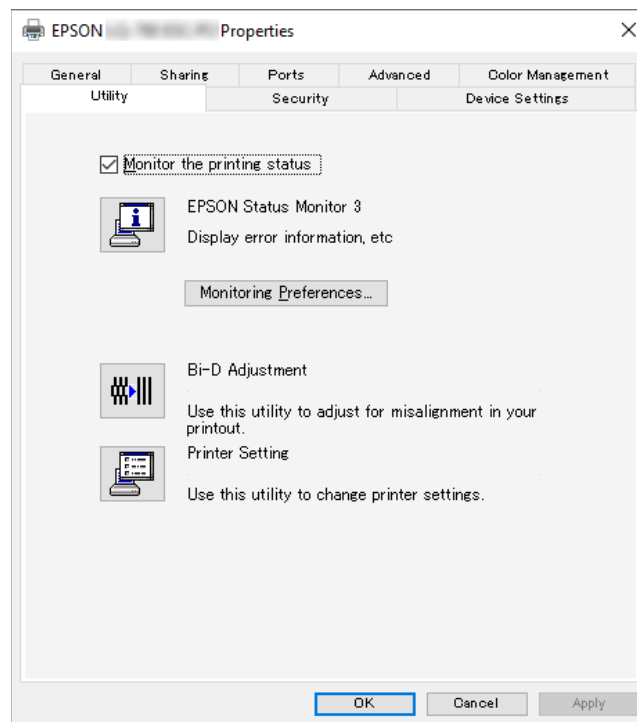 EPSON Properties
General Sharing Ports Advanced Color Management
Utility Security Device Settings
Monitor the printing status
EPSON Status Monitor 3
Display error information, etc
Monitoring Preferences...
Bi-D Adjustment
Use this utility to adjust for misalignment in your
printout.
Printer Setting
Use this utility to change printer settings.
OK Cancel Apply